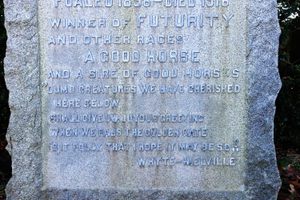 FOALED 1896-DIED 1916
WINNER OF FUTURITY
AND OTHER RACES
A GOOD HORSE
AND A SIRE OF GOOD HORSES
DUMB CREATURES WE HAVE CHERISHED
HERE BELOW
SHALL GIVE US JOYOUS GREETING
WHEN WE PASS THE GOLDEN GATE
IS IT FOLLY THAT I HOPE IT MAY BE SO
WHYTE-MELVILLE